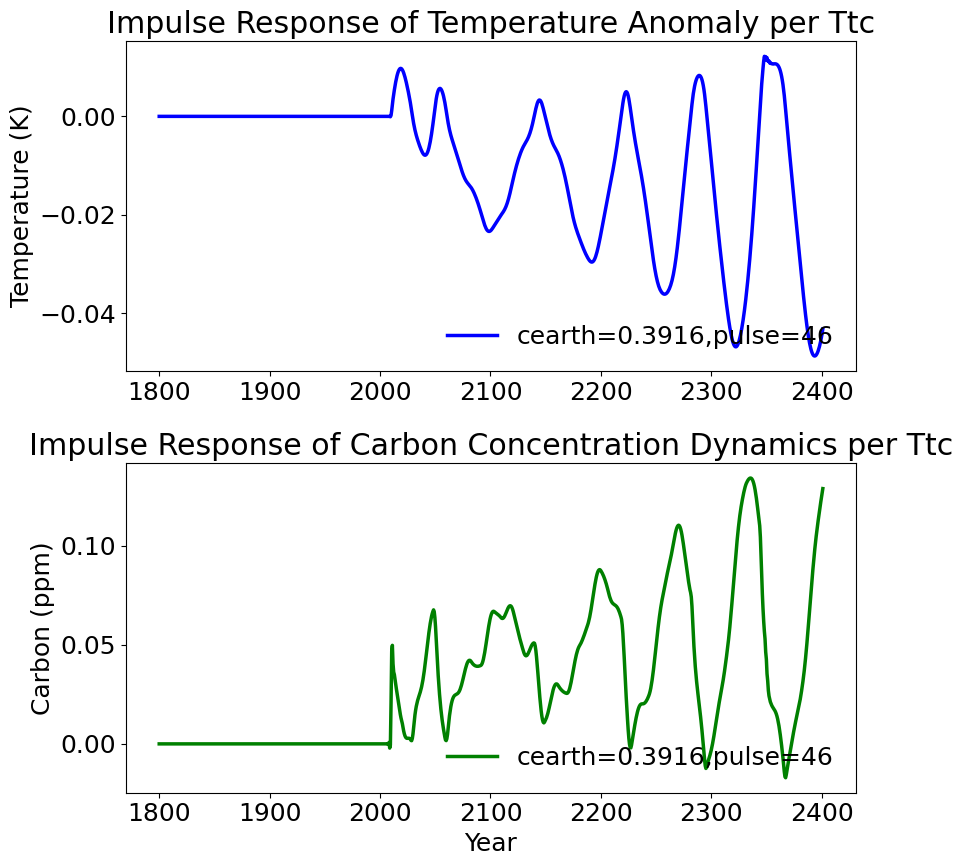 Impulse Response of Temperature Anomaly per Ttc
Temperature (K)
0.00
−0.02
−0.04
cearth=0.3916,pulse=46
1800 1900 2000 2100 2200 2300 2400
Impulse Response of Carbon Concentration Dynamics per Ttc
Carbon (ppm)
0.10
0.05
0.00
cearth=0.3916,pulse=46
1800 1900 2000 2100 2200 2300 2400
Year